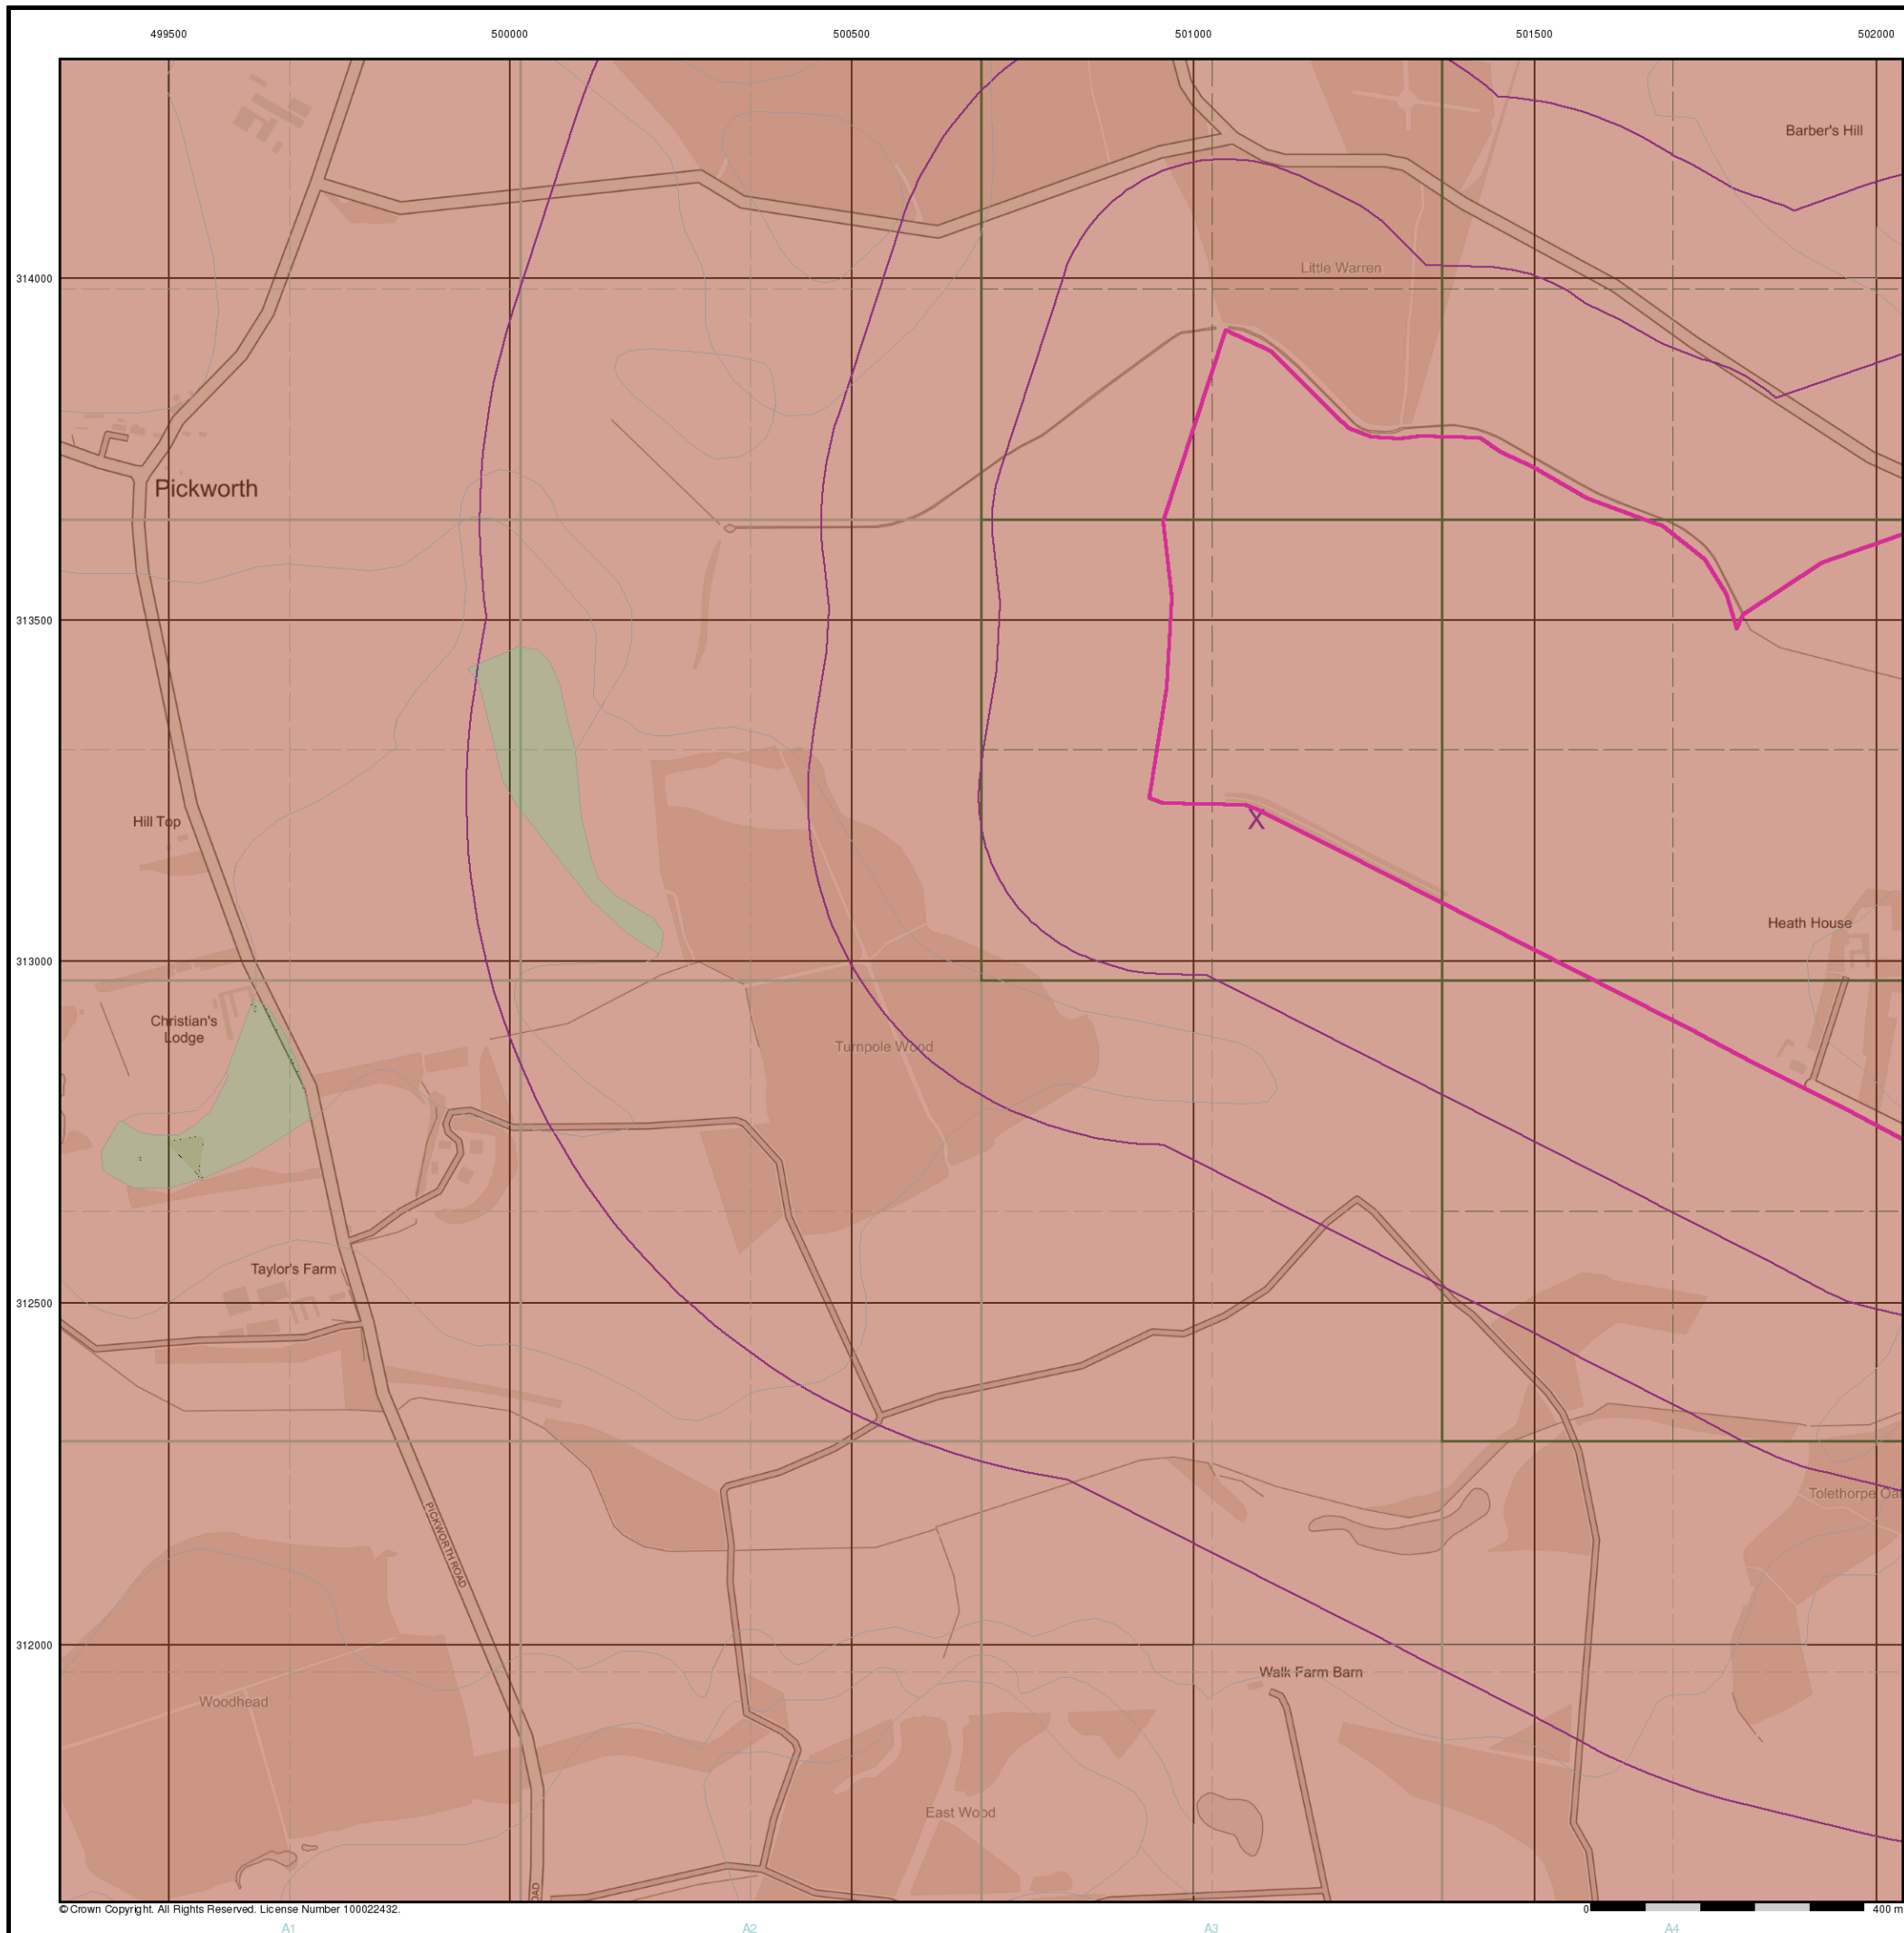 499500 500000 500500 501000 501500 502000
Barber's Hill
Little Warren
314000
Pickworth
313500
Hill Top
X
Heath House
313000
Christian's
Lodge
Turnpole Wood
Taylor's Farm
312500
Tolethorpe Oa
PICKWORTH ROAD
312000
Walk Farm Barn
Woodhead
East Wood
OAD
© Crown Copyright. All Rights Reserved. License Number 100022432.
0 400 m
A1 A2 A3 A4